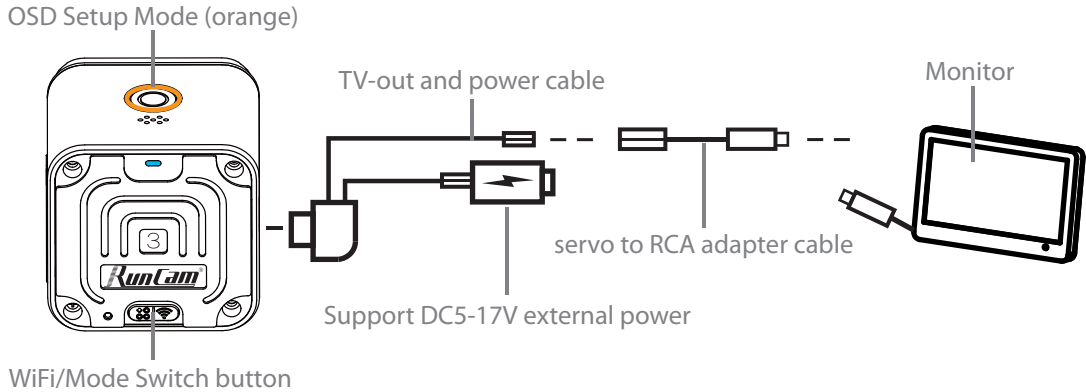 OSD Setup Mode (orange)
TV-out and power cable
Monitor
3
RunCam
servo to RCA adapter cable
Support DC5-17V external power
WiFi/Mode Switch button